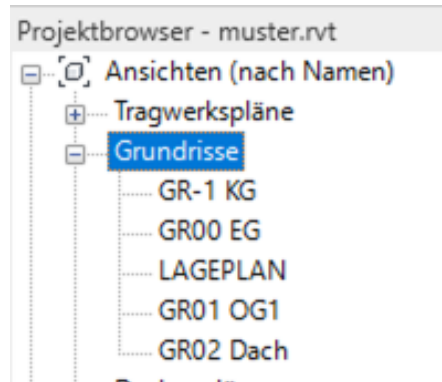 Projektbrowser - muster.rvt
Ansichten (nach Namen)
Tragwerkspläne
Grundrisse
GR-1 KG
GR00 EG
LAGEPLAN
GR01 OG1
GR02 Dach